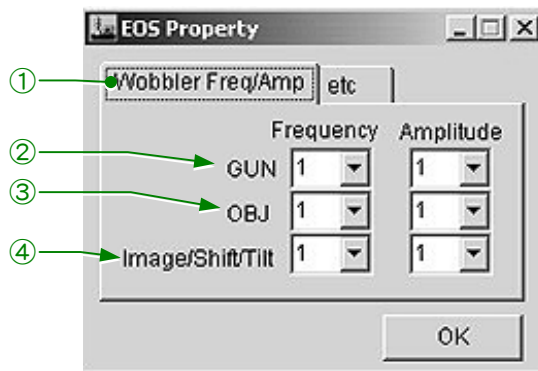 EOS Property
① Wobbler Freq/Amp etc
Frequency Amplitude
② GUN 1 1
③ OBJ 1 1
④ Image/Shift/Tilt 1 1
OK